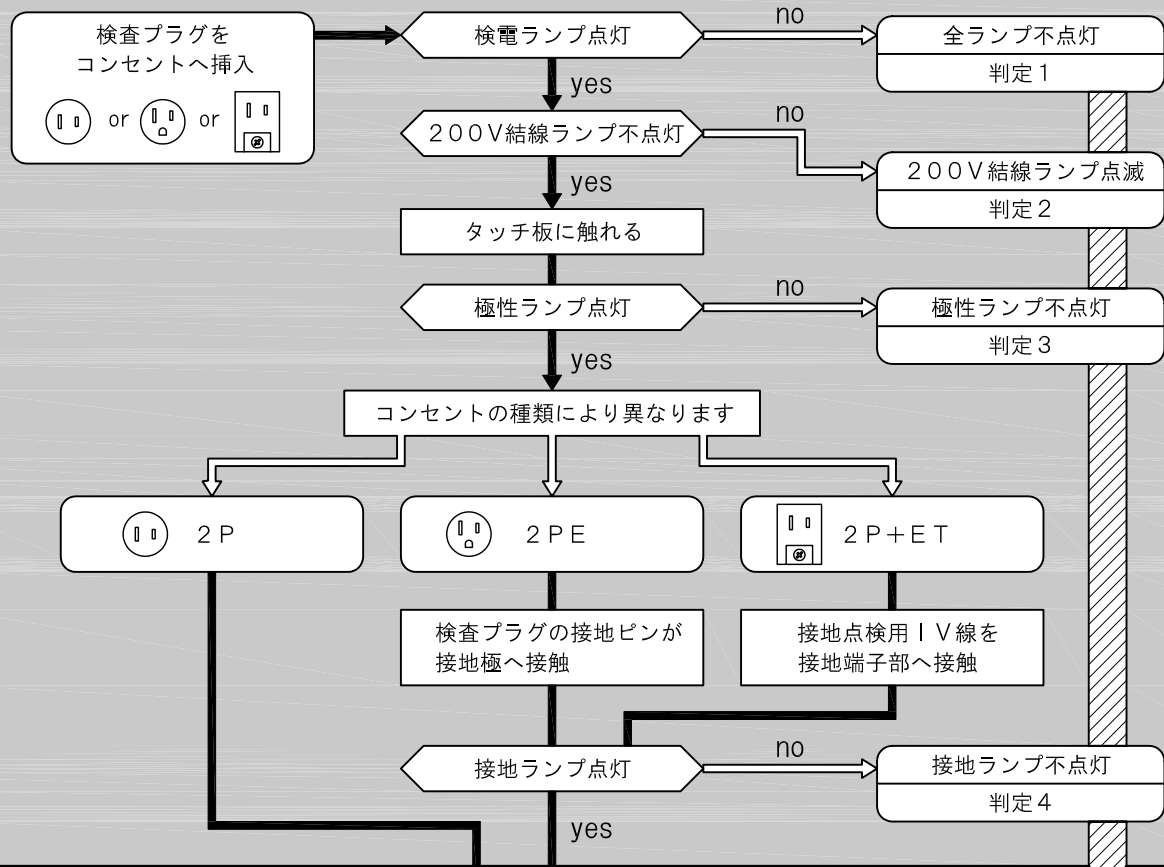 検査プラグを
コンセントへ挿入
or or
検電ランプ点灯
no
全ランプ不点灯
判定1
yes
200V結線ランプ不点灯
no
200V結線ランプ点滅
判定2
yes
タッチ板に触れる
極性ランプ点灯
no
極性ランプ不点灯
判定3
yes
コンセントの種類により異なります
2P
2PE
2P+ET
検査プラグの接地ピンが
接地極へ接触
接地点検用IV線を
接地端子部へ接触
接地ランプ点灯
no
接地ランプ不点灯
判定4
yes